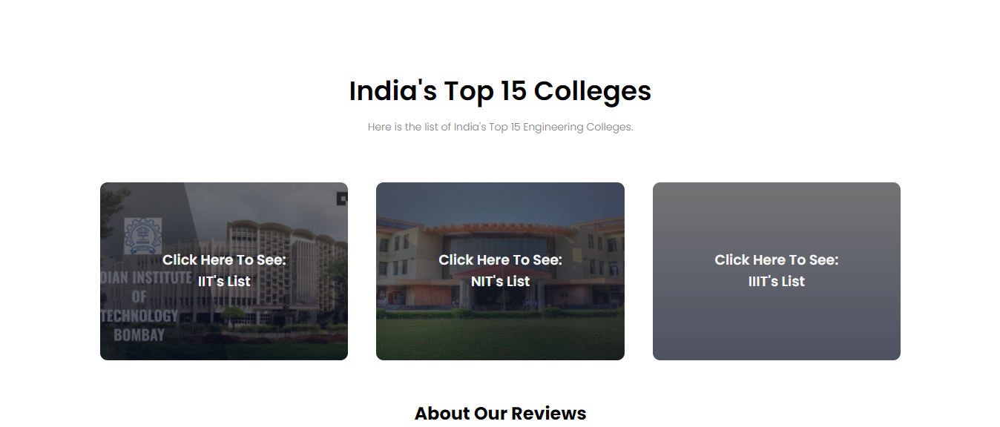 India's Top 15 Colleges
Here is the list of India's Top 15 Engineering Colleges.
Click Here To See:
IIT's List
DIAN INSTITUTE
OF
TECHNOLOGY
BOMBAY
Click Here To See:
NIT's List
Click Here To See:
IIIT's List
About Our Reviews